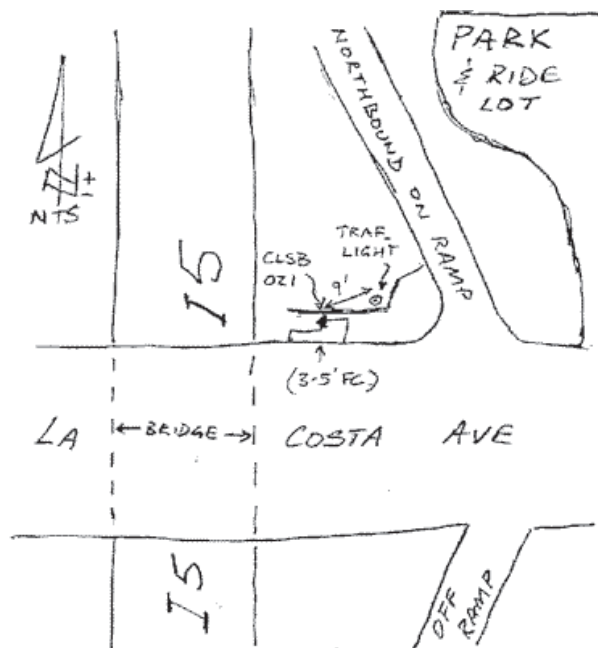 PARK
& RIDE
LOT
NORTHBOUND ON RAMP
NTS
I5
TRAF.
LIGHT
CLSB
021
9'
(3.5' FC)
LA
BRIDGE
COSTA
AVE
I5
OFF
RAMP